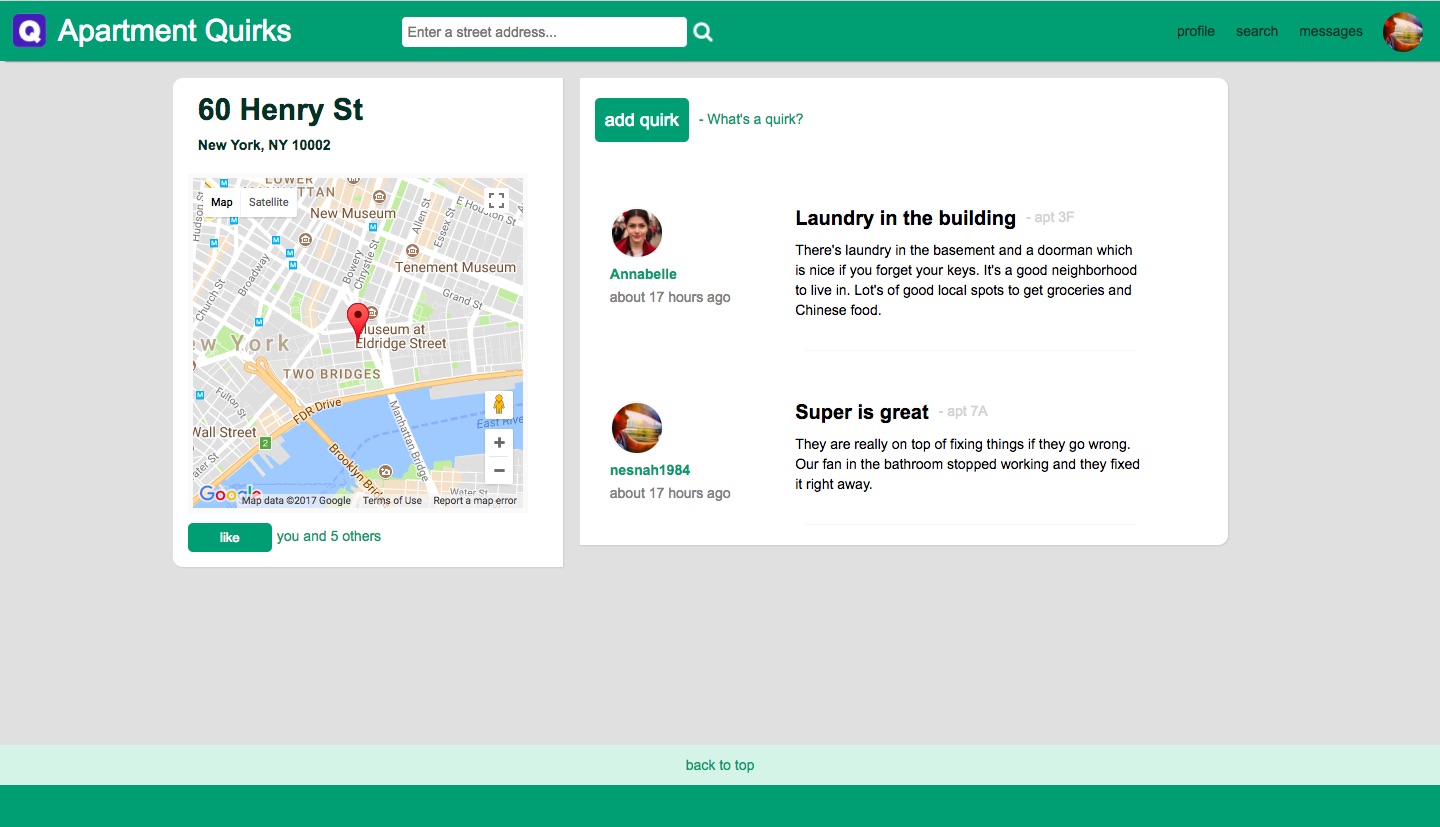 Q Apartment Quirks
Enter a street address...
profile search messages
60 Henry St
New York, NY 10002
LOWER
Map Satellite
New Museum
Hudson St
Allen St
Essex St
E Houston St
Broadway
Bowery
Chrystie St
Tenement Museum
Church St
Grand St
Museum at
Eldridge Street
ew York
TWO BRIDGES
Fulton St
FDR Drive
Manhattan Bridge
East Rive
Wall Street
2
Water St
Google
Map data ©2017 Google Terms of Use Report a map error
like you and 5 others
add quirk - What's a quirk?
Annabelle
about 17 hours ago
Laundry in the building - apt 3F
There's laundry in the basement and a doorman which
is nice if you forget your keys. It's a good neighborhood
to live in. Lot's of good local spots to get groceries and
Chinese food.
nesnah1984
about 17 hours ago
Super is great - apt 7A
They are really on top of fixing things if they go wrong.
Our fan in the bathroom stopped working and they fixed
it right away.
back to top